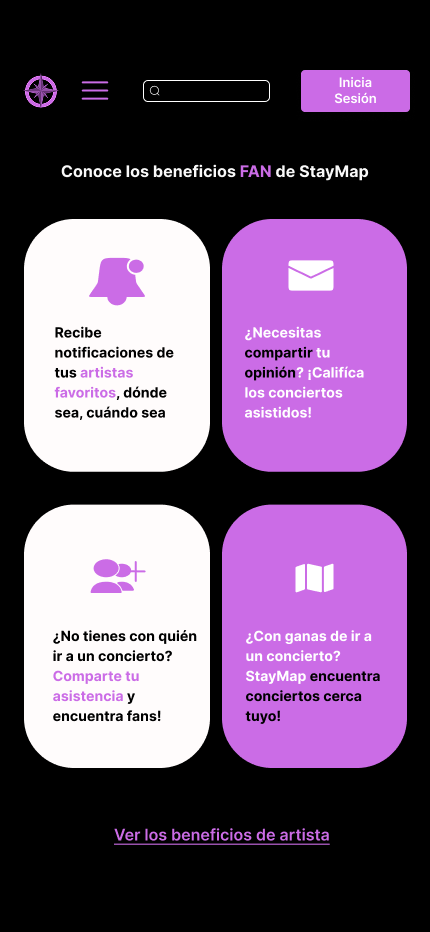 Inicia
Sesión
Conoce los beneficios FAN de StayMap
Recibe
notificaciones de
tus artistas
favoritos, dónde
sea, cuándo sea
¿Necesitas
compartir tu
opinión? ¡Califíca
los conciertos
asistidos!
¿No tienes con quién
ir a un concierto?
Comparte tu
asistencia y
encuentra fans!
¿Con ganas de ir a
un concierto?
StayMap encuentra
conciertos cerca
tuyo!
Ver los beneficios de artista